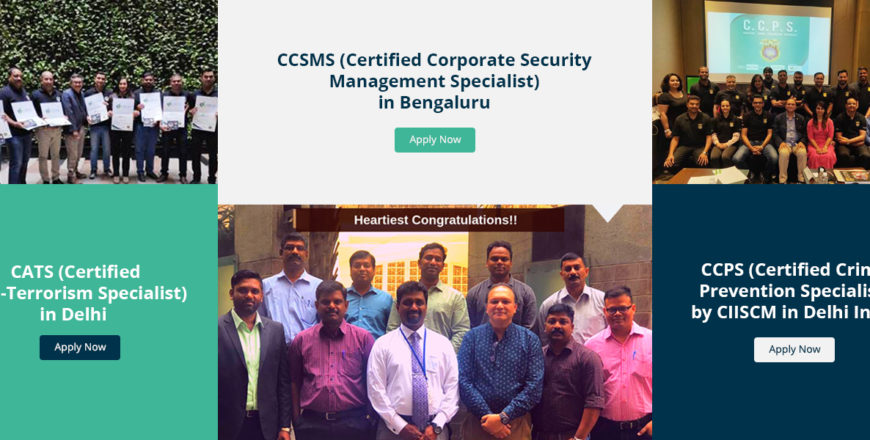 CCSMS (Certified Corporate Security
Management Specialist)
in Bengaluru
Apply Now
Heartiest Congratulations!!
CATS (Certified
-Terrorism Specialist)
in Delhi
Apply Now
C.C.P.S.
CCPS (Certified Crim
Prevention Specialis
by CIISCM in Delhi In
Apply Now